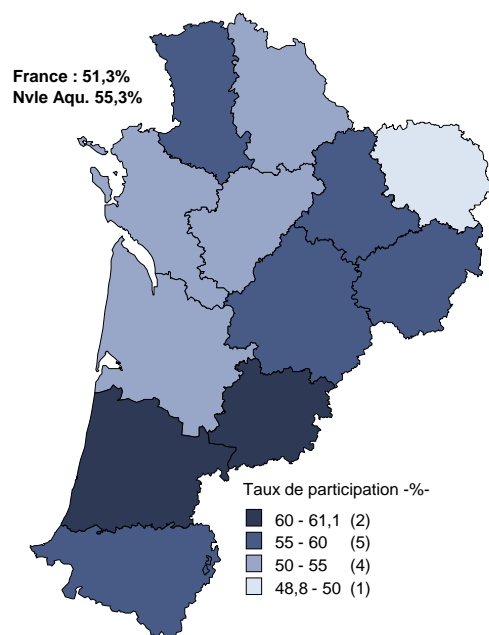 France : 51,3%
Nvle Aqu. 55,3%
Taux de participation -%-
60 - 61,1 (2)
55 - 60 (5)
50 - 55 (4)
48,8 - 50 (1)